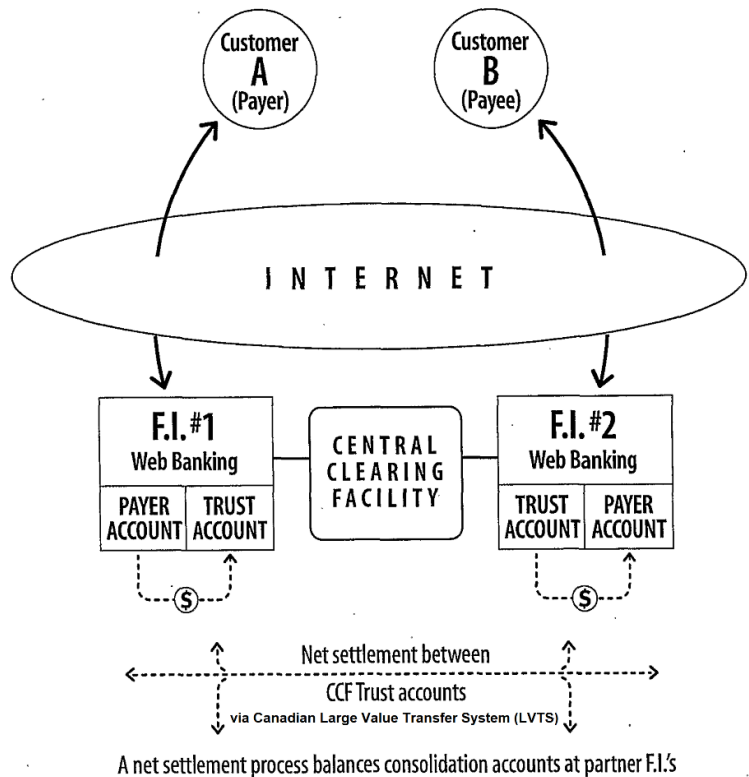 Customer
A
(Payer)
Customer
B
(Payee)
INTERNET
F.I. #1
Web Banking
PAYER
ACCOUNT
TRUST
ACCOUNT
CENTRAL
CLEARING
FACILITY
F.I. #2
Web Banking
TRUST
ACCOUNT
PAYER
ACCOUNT
$
$
Net settlement between
CCF Trust accounts
via Canadian Large Value Transfer System (LVTS)
A net settlement process balances consolidation accounts at partner F.I.'s